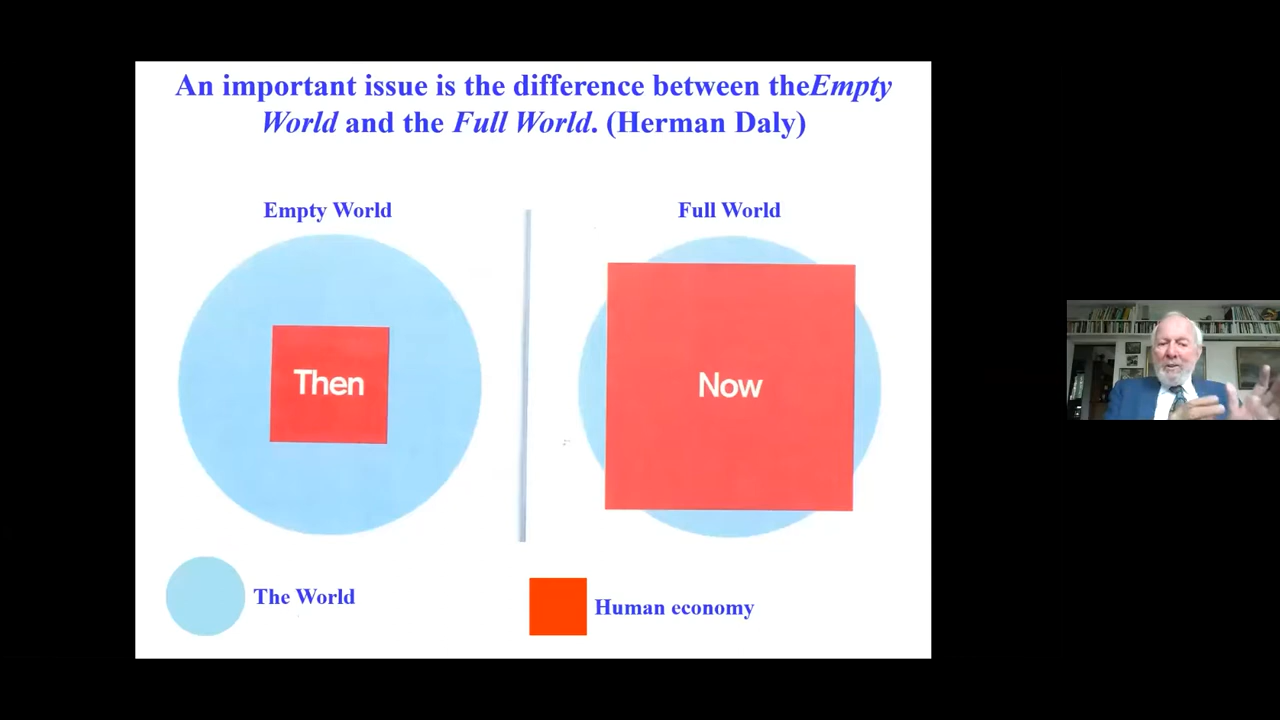 An important issue is the difference between theEmpty
World and the Full World. (Herman Daly)
Empty World
Full World
Then
Now
The World
Human economy